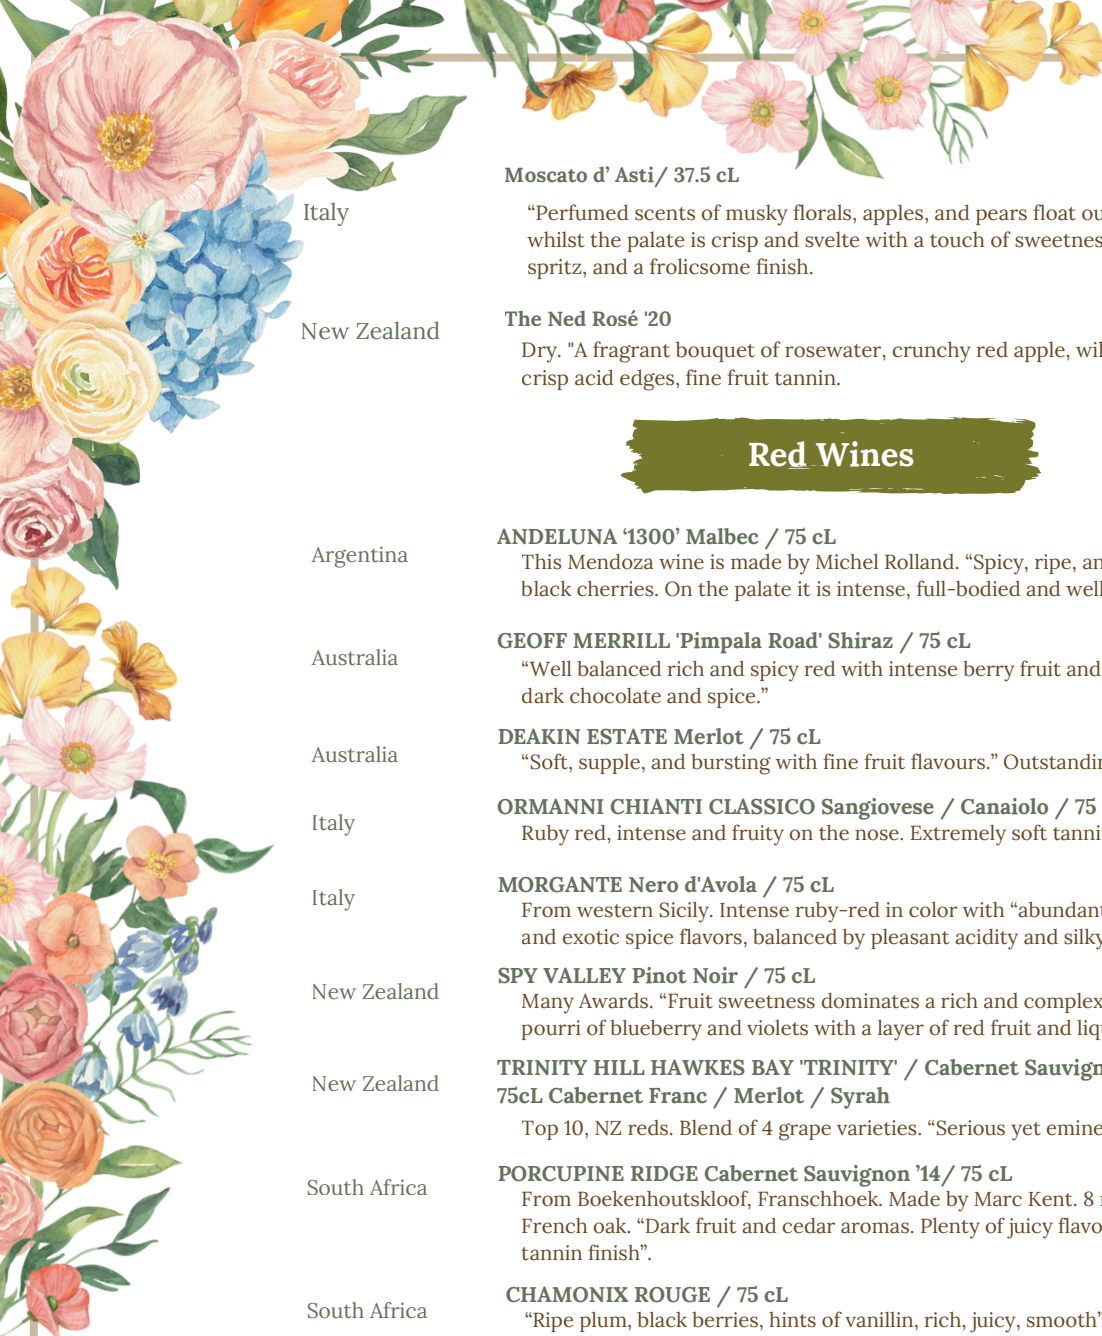 Moscato d’ Asti/ 37.5 cL
Italy
“Perfumed scents of musky florals, apples, and pears float
whilst the palate is crisp and svelte with a touch of
spritz, and a frolicsome finish.
The Ned Rosé '20
New Zealand
Dry. "A fragrant bouquet of rosewater, crunchy red apple,
crisp acid edges, fine fruit tannin.
Red Wines
ANDELUNA ‘1300’ Malbec / 75 cL
Argentina
This Mendoza wine is made by Michel Rolland. “Spicy, ripe,
black cherries. On the palate it is intense, full-bodied and well
GEOFF MERRILL 'Pimpala Road' Shiraz / 75 cL
Australia
“Well balanced rich and spicy red with intense berry fruit and
dark chocolate and spice.”
DEAKIN ESTATE Merlot / 75 cL
Australia
“Soft, supple, and bursting with fine fruit flavours.”
ORMANNI CHIANTI CLASSICO Sangiovese / Canaiolo / 75
Italy
Ruby red, intense and fruity on the nose. Extremely soft
MORGANTE Nero d'Avola / 75 cL
Italy
From western Sicily. Intense ruby-red in color with “abundant
and exotic spice flavors, balanced by pleasant acidity and silky
SPY VALLEY Pinot Noir / 75 cL
New Zealand
Many Awards. “Fruit sweetness dominates a rich and complex
pourri of blueberry and violets with a layer of red fruit and
TRINITY HILL HAWKES BAY 'TRINITY' / Cabernet
75cL Cabernet Franc / Merlot / Syrah
New Zealand
Top 10, NZ reds. Blend of 4 grape varieties. “Serious yet
PORCUPINE RIDGE Cabernet Sauvignon ’14/ 75 cL
South Africa
From Boekenhoutskloof, Franschhoek. Made by Marc Kent. 8
French oak. “Dark fruit and cedar aromas. Plenty of juicy
tannin finish”.
CHAMONIX ROUGE / 75 cL
South Africa
“Ripe plum, black berries, hints of vanillin, rich, juicy, smooth”